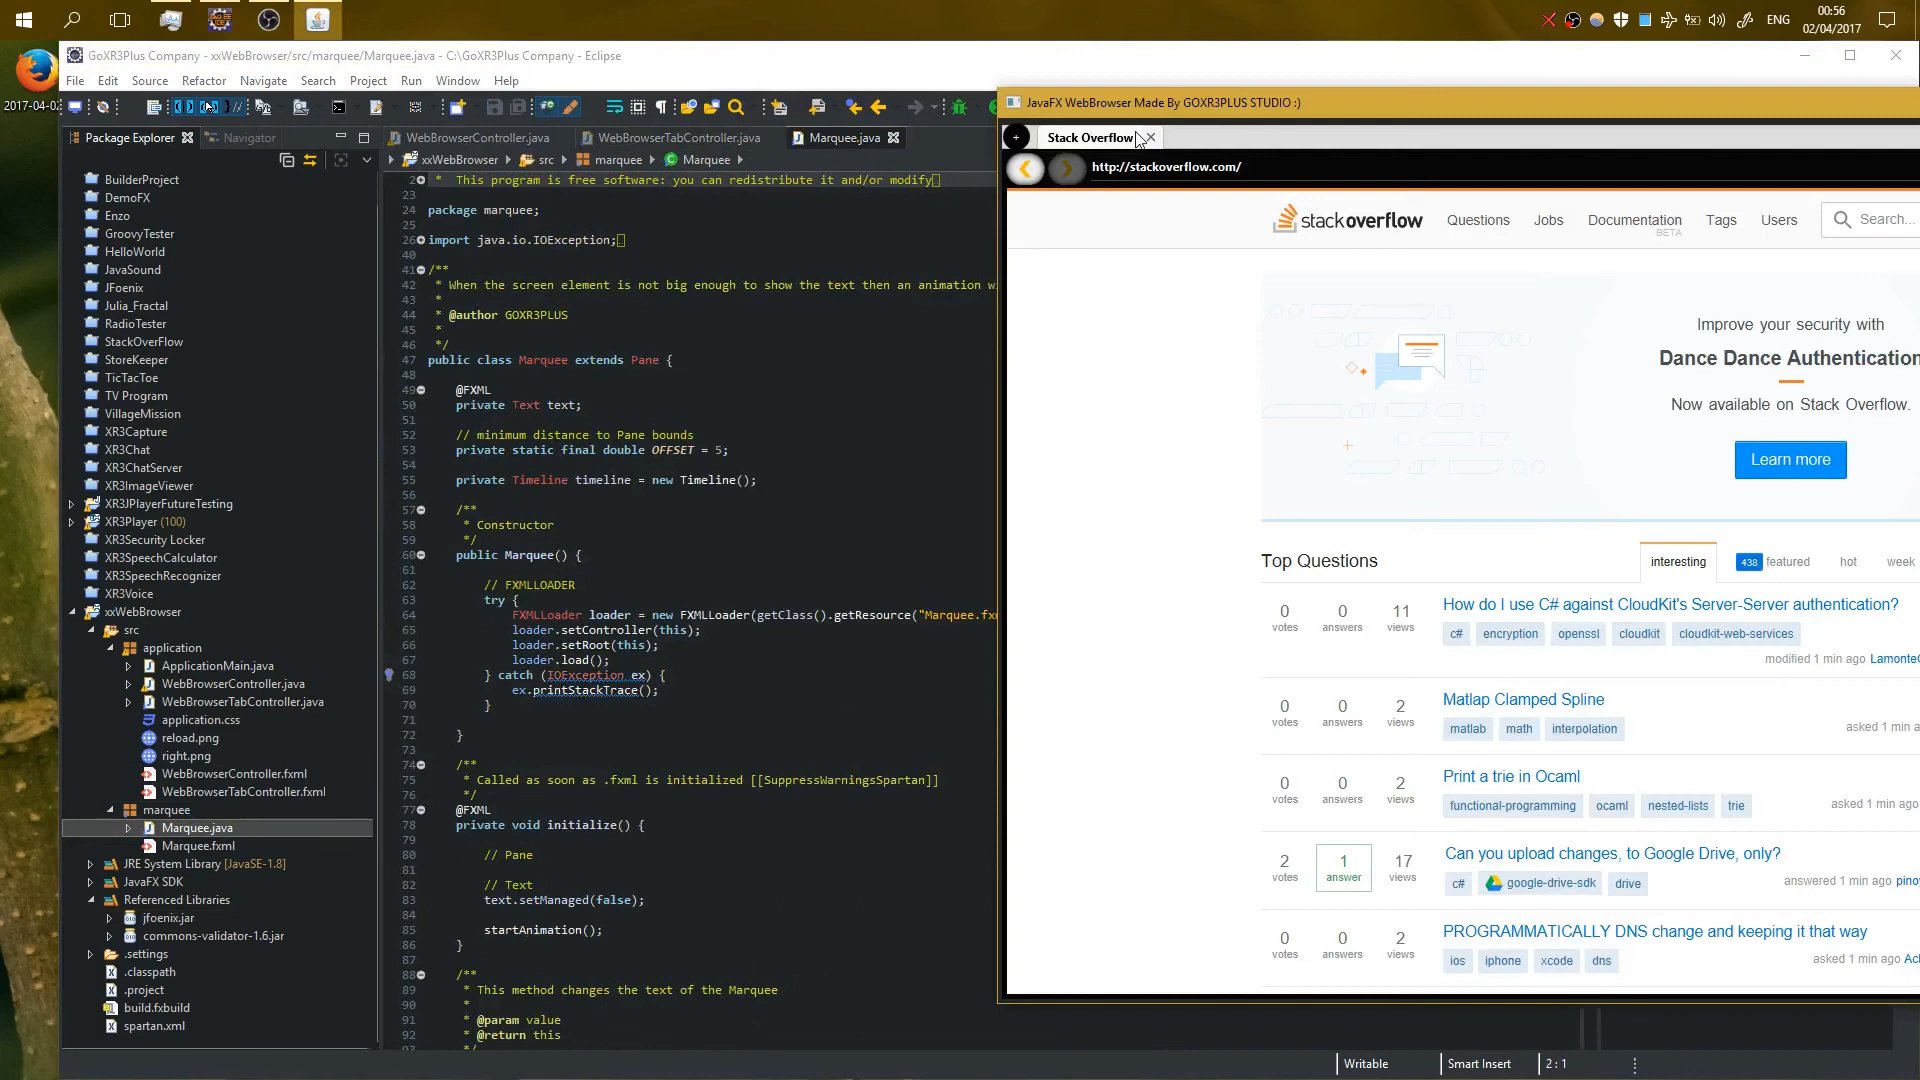 ENG
00:56
02/04/2017
GoXR3Plus Company - xxWebBrowser/src/marquee/Marquee.java - C:\GoXR3Plus Company - Eclipse
File Edit Source Refactor Navigate Search Project Run Window Help
2017-04-02
Package Explorer
Navigator
BuilderProject
DemoFX
Enzo
GroovyTester
HelloWorld
JavaSound
JFoenix
Julia_Fractal
RadioTester
StackOverFlow
StoreKeeper
TicTacToe
TV Program
VillageMission
XR3Capture
XR3Chat
XR3ChatServer
XR3ImageViewer
XR3JPlayerFutureTesting
XR3Player (100)
XR3Security Locker
XR3SpeechCalculator
XR3SpeechRecognizer
XR3Voice
xxWebBrowser
src
application
ApplicationMain.java
WebBrowserController.java
WebBrowserTabController.java
application.css
reload.png
right.png
WebBrowserController.fxml
WebBrowserTabController.fxml
marquee
Marquee.java
Marquee.fxml
JRE System Library [JavaSE-1.8]
JavaFX SDK
Referenced Libraries
jfoenix.jar
commons-validator-1.6.jar
.settings
.classpath
.project
build.fxbuild
spartan.xml
WebBrowserController.java
WebBrowserTabController.java
Marquee.java
xxWebBrowser src marquee Marquee
2 * This program is free software: you can redistribute it and/or modify
23
24 package marquee;
25
26 import java.io.IOException;
40
41 /**
42 * When the screen element is not big enough to show the text then an animation w
43 *
44 * @author GOXR3PLUS
45 *
46 */
47 public class Marquee extends Pane {
48
49 @FXML
50 private Text text;
51
52 // minimum distance to Pane bounds
53 private static final double OFFSET = 5;
54
55 private Timeline timeline = new Timeline();
56
57 /**
58 * Constructor
59 */
60 public Marquee() {
61
62 // FXMLLOADER
63 try {
64 FXMLLoader loader = new FXMLLoader(getClass().getResource("Marquee.fx
65 loader.setController(this);
66 loader.setRoot(this);
67 loader.load();
68 } catch (IOException ex) {
69 ex.printStackTrace();
70 }
71
72 }
73
74 /**
75 * Called as soon as .fxml is initialized [[SuppressWarningsSpartan]]
76 */
77 @FXML
78 private void initialize() {
79
80 // Pane
81
82 // Text
83 text.setManaged(false);
84
85 startAnimation();
86 }
87
88 /**
89 * This method changes the text of the Marquee
90 *
91 * @param value
92 * @return this
93 */
Writable
Smart Insert
2 : 1
JavaFX WebBrowser Made By GOXR3PLUS STUDIO :)
+
Stack Overflow
http://stackoverflow.com/
stackoverflow
Questions
Jobs
Documentation
BETA
Tags
Users
Search...
Improve your security with
Dance Dance Authentication
Now available on Stack Overflow.
Learn more
Top Questions
interesting
438 featured
hot
week
0 votes
0 answers
11 views
How do I use C# against CloudKit's Server-Server authentication?
c# encryption openssl cloudkit cloudkit-web-services
modified 1 min ago LamonteC
0 votes
0 answers
2 views
Matlap Clamped Spline
matlab math interpolation
asked 1 min ago
0 votes
0 answers
2 views
Print a trie in Ocaml
functional-programming ocaml nested-lists trie
asked 1 min ago
2 votes
1 answer
17 views
Can you upload changes, to Google Drive, only?
c# google-drive-sdk drive
answered 1 min ago pino
0 votes
0 answers
2 views
PROGRAMMATICALLY DNS change and keeping it that way
ios iphone xcode dns
asked 1 min ago Acl